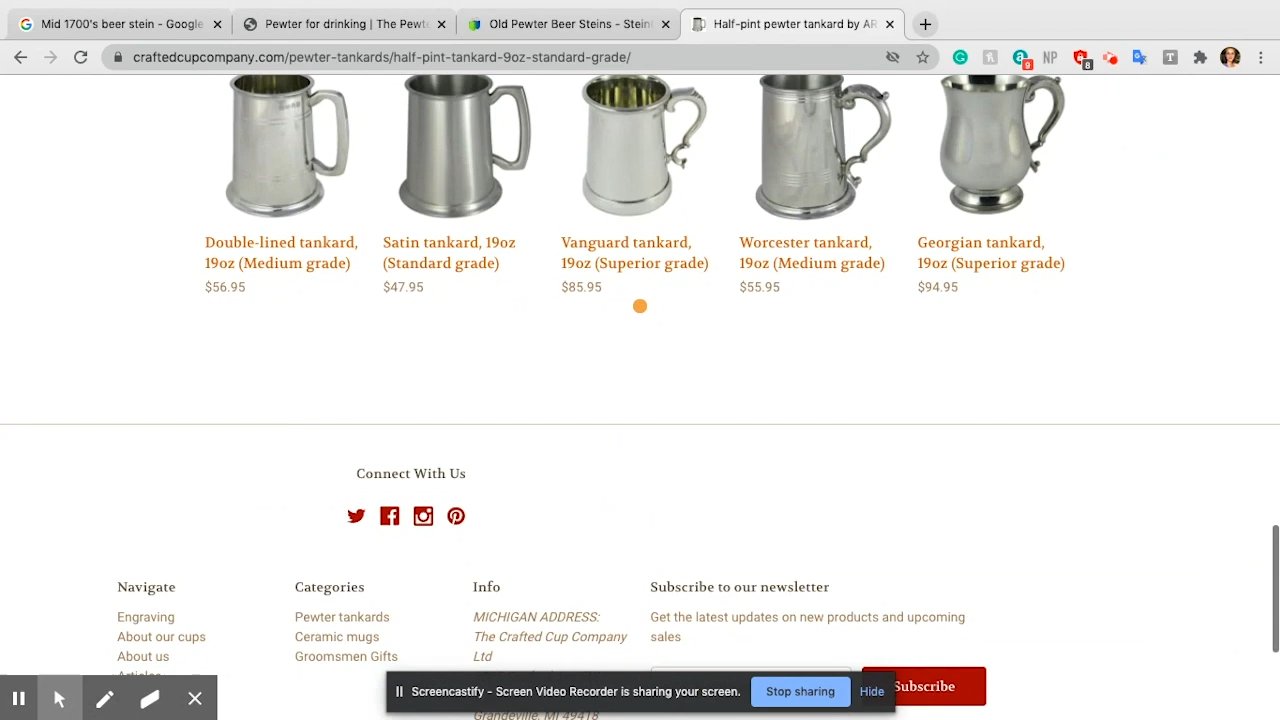 Mid 1700's beer stein - Google
Pewter for drinking | The Pewt
Old Pewter Beer Steins - Stein
Half-pint pewter tankard by AR
craftedcupcompany.com/pewter-tankards/half-pint-tankard-9oz-standard-grade/
9
NP
8
Double-lined tankard, 19oz (Medium grade)
$56.95
Satin tankard, 19oz (Standard grade)
$47.95
Vanguard tankard, 19oz (Superior grade)
$85.95
Worcester tankard, 19oz (Medium grade)
$55.95
Georgian tankard, 19oz (Superior grade)
$94.95
Connect With Us
Navigate
Engraving
About our cups
About us
Articles
Categories
Pewter tankards
Ceramic mugs
Groomsmen Gifts
Info
MICHIGAN ADDRESS:
The Crafted Cup Company
Ltd
Grandeville, MI 49418
Subscribe to our newsletter
Get the latest updates on new products and upcoming
sales
Subscribe
Screencastify - Screen Video Recorder is sharing your screen.
Stop sharing
Hide